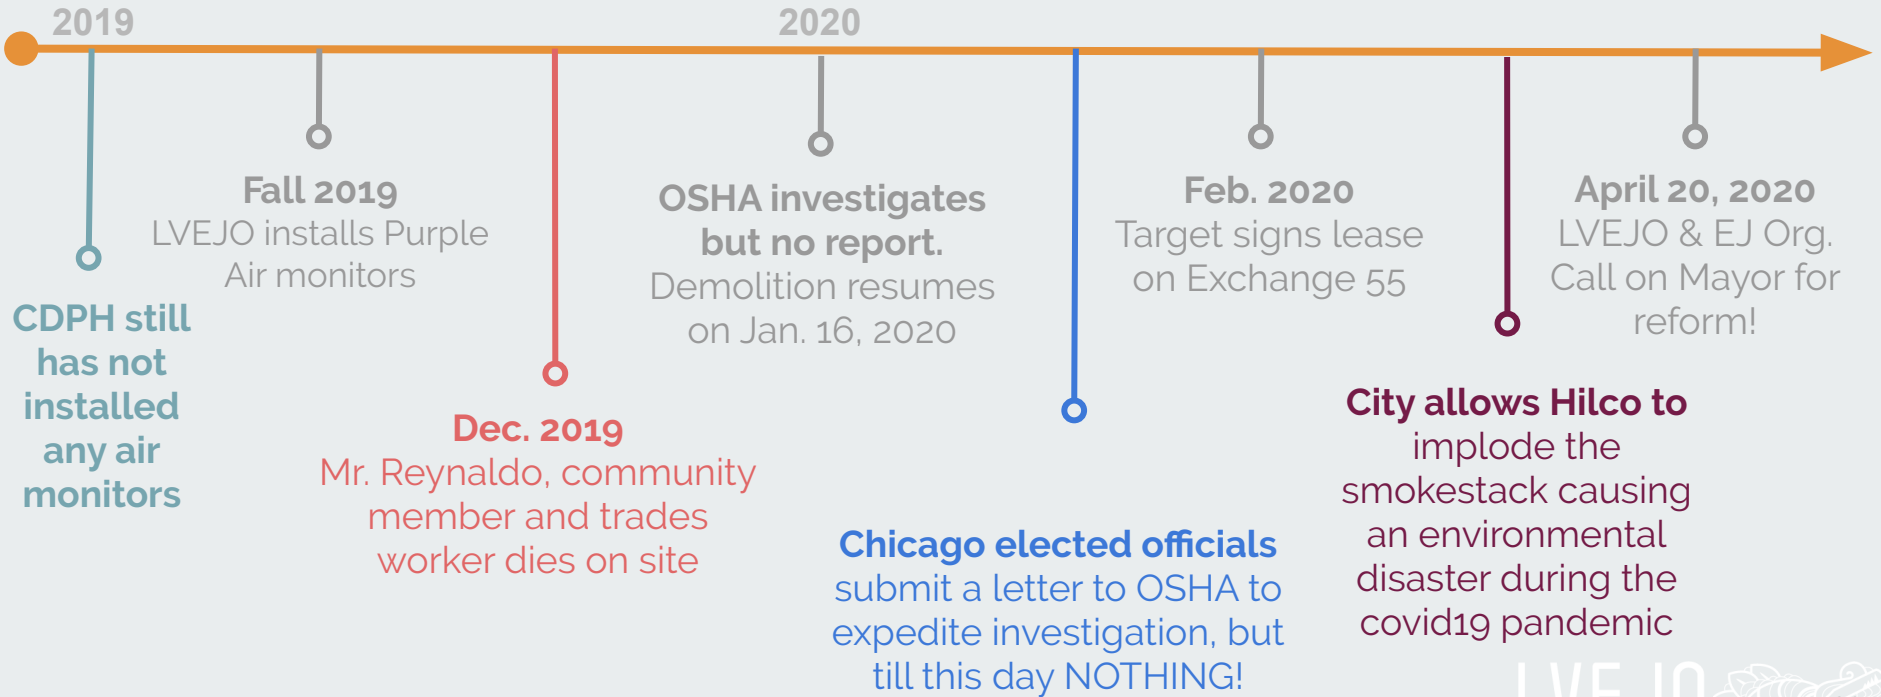 2019
2020
CDPH still
has not
installed
any air
monitors
Fall 2019
LVEJO installs Purple
Air monitors
Dec. 2019
Mr. Reynaldo, community
member and trades
worker dies on site
OSHA investigates
but no report.
Demolition resumes
on Jan. 16, 2020
Chicago elected officials
submit a letter to OSHA to
expedite investigation, but
till this day NOTHING!
Feb. 2020
Target signs lease
on Exchange 55
City allows Hilco to
implode the
smokestack causing
an environmental
disaster during the
covid19 pandemic
April 20, 2020
LVEJO & EJ Org.
Call on Mayor for
reform!
LVEJO